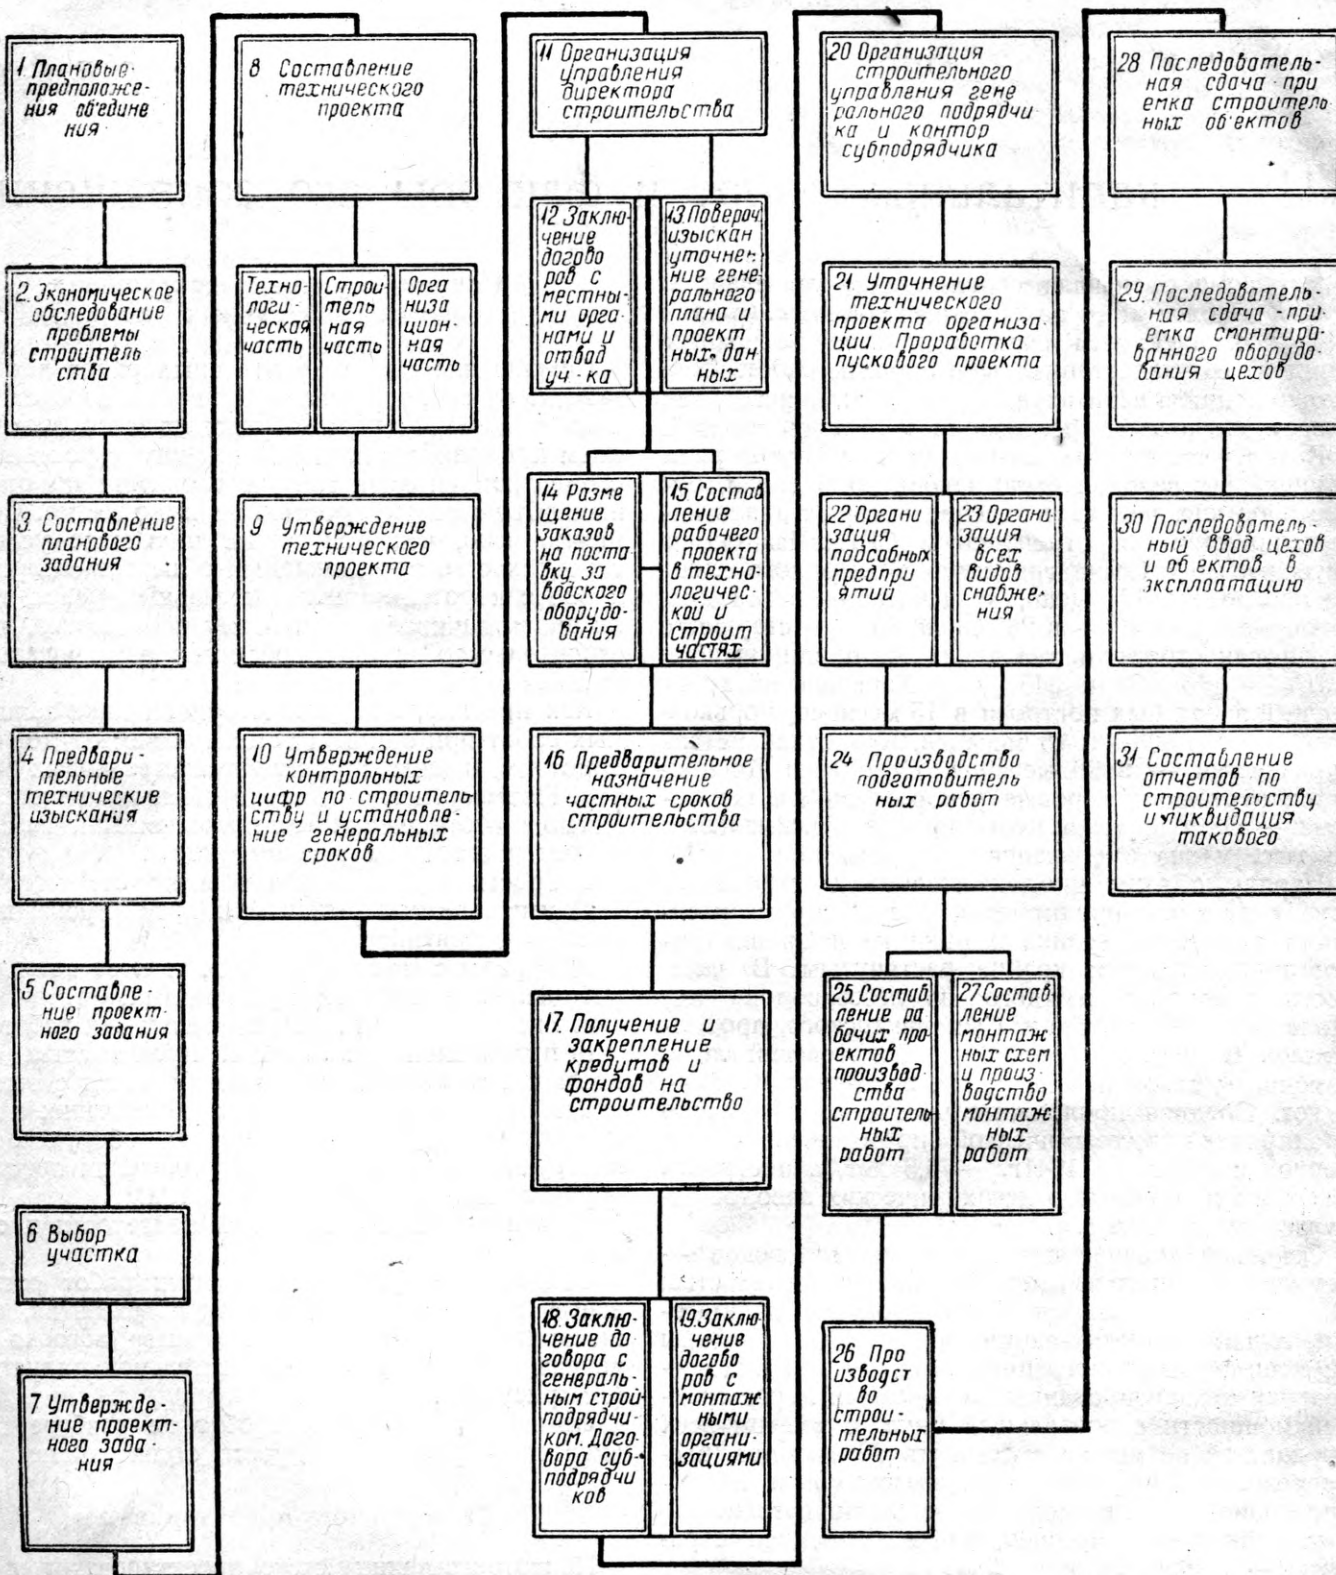 1 Плановые
предположе-
ния об'едине
ния
2. Экономическое
обследование
проблемы
строитель
ства
3. Составление
планового
задания
4 Предвари-
тельные
технические
изыскания
5 Составле-
ние проект-
ного задания
6 Выбор
участка
7 Утвержде-
ние проект-
ного зада-
ния
8 Составление
технического
проекта
Техно-
логи-
ческая
часть
Строи-
тель
ная
часть
Орга
низа
цион-
ная
часть
9 Утверждение
технического
проекта
10 Утверждение
контрольных
цифр по строитель-
ству и установле-
ние генеральных
сроков
11 Организация
управления
директора
строительства
12 Заклю-
чение
догово
ров с
местны-
ми орга-
нами и
отвод
уч-ка
13 Повероч
изыскан
уточне-
ние гене-
рального
плана и
проект
ных дан
ных
14 Разме
щение
заказов
на поста
вку за
водского
оборудо-
вания
15. Состав
ление
рабочего
проекта
в техно-
логической
и
строит
частях
16 Предварительное
назначение
частных сроков
строительства
17. Получение и
закрепление
кредитов и
фондов на
строительство
18. Заклю-
чение до
говора с
генераль-
ным строй
подрядчи-
ком. Дого-
вора суб-
подрядчи
ков
19. Заклю-
чение
догово
ров с
монтаж
ными
органи-
зациями
20 Организация
строительного
управления гене
рального подрядчи
ка и контор
субподрядчика
21. Уточнение
технического
проекта организа-
ции Проработка
пускового проекта
22 Органи
зация
подсобных
предпри
ятий
23 Органи-
зация
всех
видов
снабже-
ния
24 Производство
подготовитель
ных работ
25. Состав
ление ра
бочих про-
ектов
производ
ства
строитель
ных
работ
27 Состав
ление
монтаж
ных схем
и произ
водство
монтаж-
ных
работ
26 Про
изводст
во
строи-
тельных
работ
28 Последователь-
ная сдача-при
емка строитель
ных об'ектов
29. Последователь-
ная сдача-при
емка смонтиро-
ванного оборудо-
вания цехов
30 Последователь-
ный ввод цехов
и об'ектов в
эксплоатацию
31 Составление
отчетов по
строительству
и ликвидация
такового